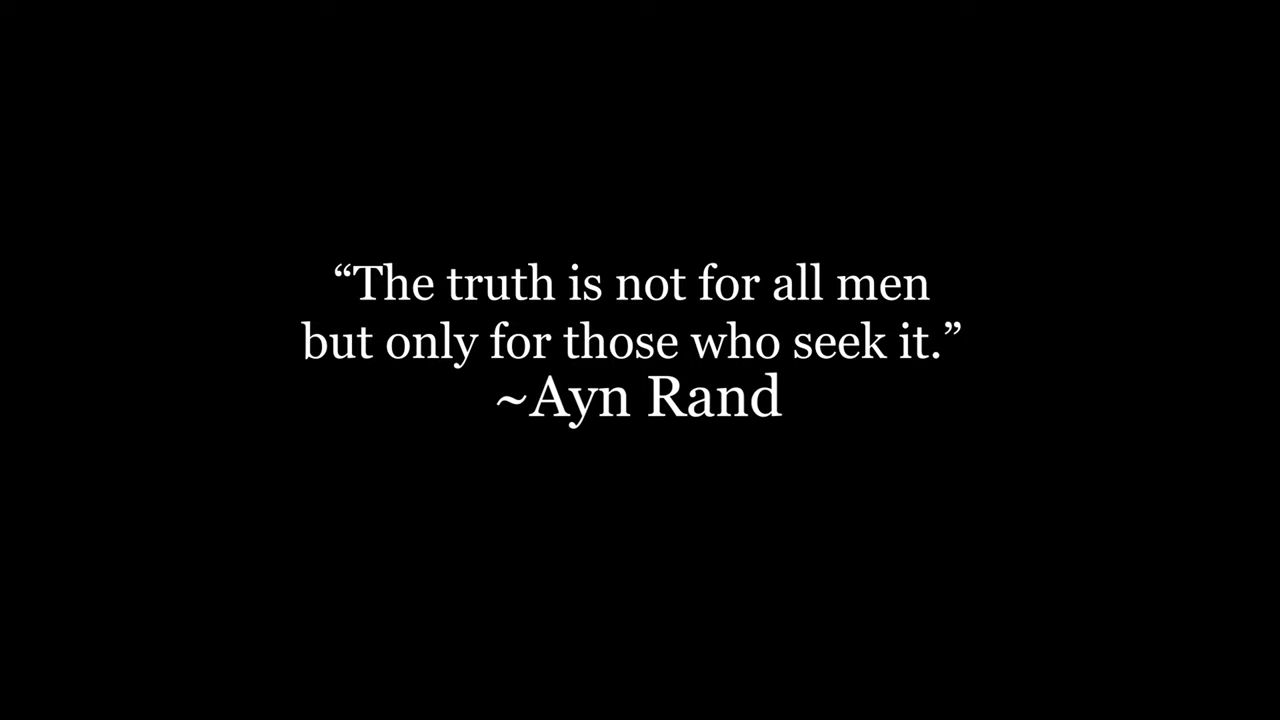 “The truth is not for all men
but only for those who seek it.”
~Ayn Rand